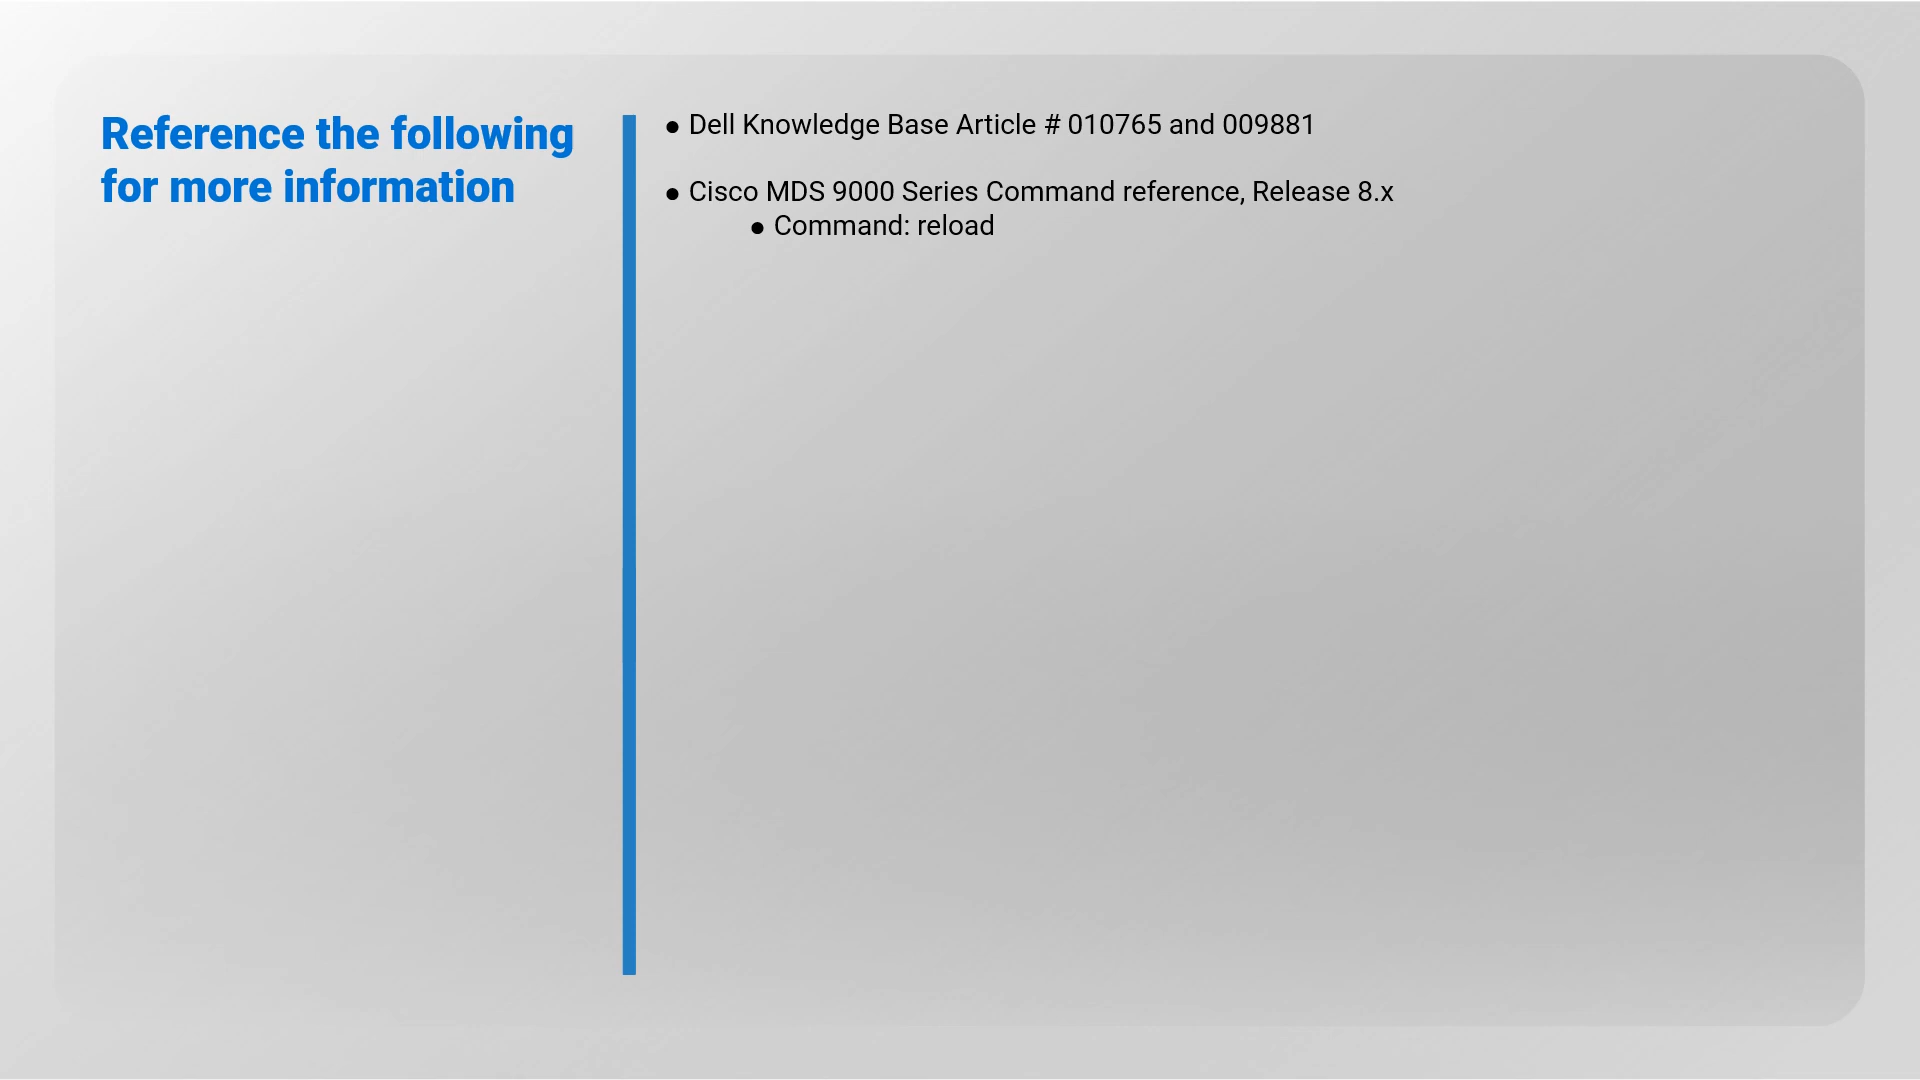 Reference the following
for more information
● Dell Knowledge Base Article # 010765 and 009881
● Cisco MDS 9000 Series Command reference, Release 8.x
● Command: reload